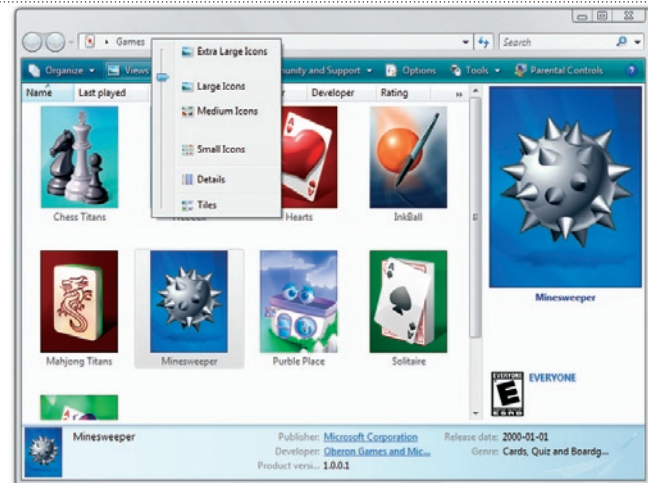 Games
Search
Organize
Views
munity and Support
Options
Tools
Parental Controls
Extra Large Icons
Large Icons
Medium Icons
Small Icons
Details
Tiles
Name
Last played
r
Developer
Rating
Chess Titans
Hearts
InkBall
Mahjong Titans
Minesweeper
Purble Place
Solitaire
Minesweeper
EVERYONE
EVERYONE
E
ESRB
Minesweeper
Publisher: Microsoft Corporation
Developer: Oberon Games and Mic...
Product versi... 1.0.0.1
Release date: 2000-01-01
Genre: Cards, Quiz and Boardg...